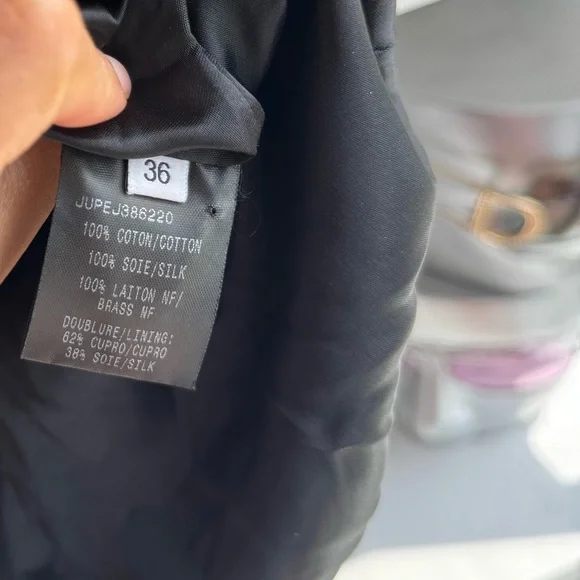 36
JUPEJ386220
100% COTON/COTTON
100% SOIE/SILK
100% LAITON NF/
BRASS NF
DOUBLURE/LINING:
62% CUPRO/CUPRO
38% SOIE/SILK